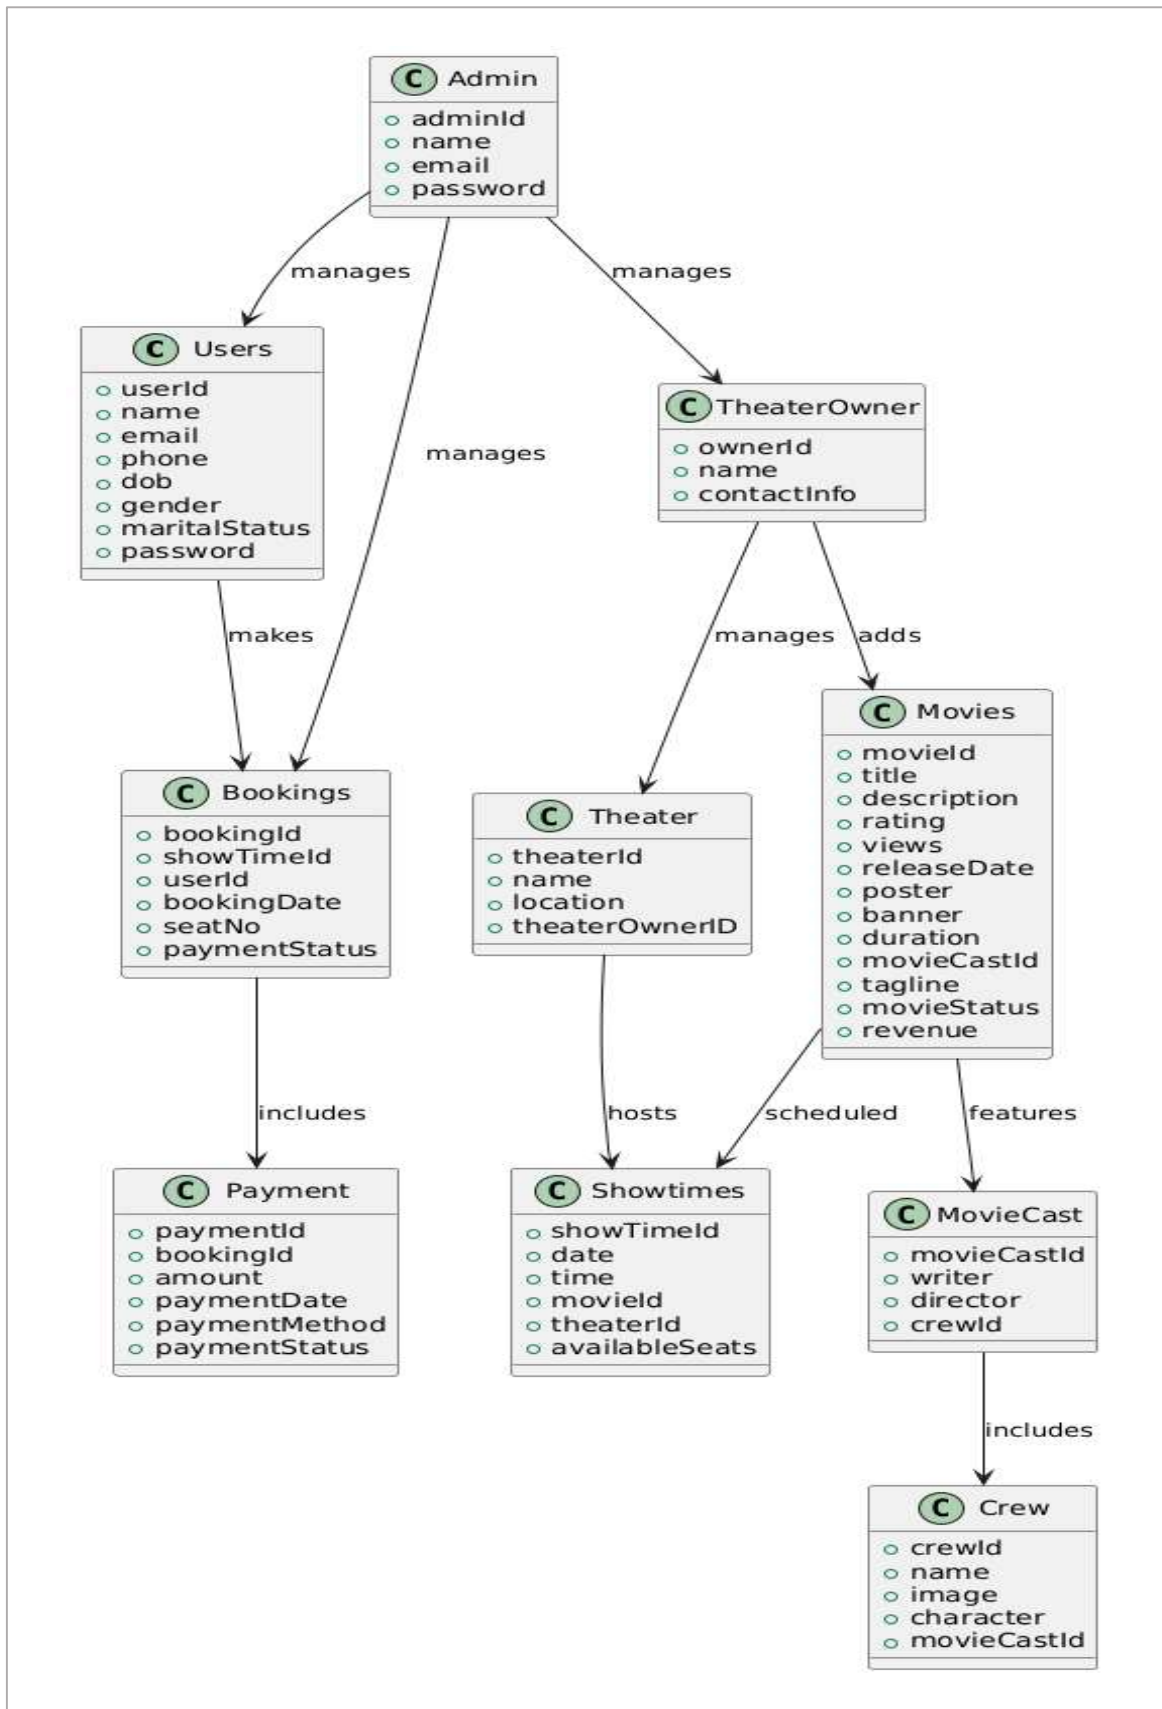 C Admin
adminId
name
email
password
manages
manages
manages
C Users
userId
name
email
phone
dob
gender
maritalStatus
password
C TheaterOwner
ownerId
name
contactInfo
makes
manages
adds
C Bookings
bookingId
showTimeId
userId
bookingDate
seatNo
paymentStatus
C Theater
theaterId
name
location
theaterOwnerID
C Movies
movieId
title
description
rating
views
releaseDate
poster
banner
duration
movieCastId
tagline
movieStatus
revenue
includes
hosts
scheduled
features
C Payment
paymentId
bookingId
amount
paymentDate
paymentMethod
paymentStatus
C Showtimes
showTimeId
date
time
movieId
theaterId
availableSeats
C MovieCast
movieCastId
writer
director
crewId
includes
C Crew
crewId
name
image
character
movieCastId